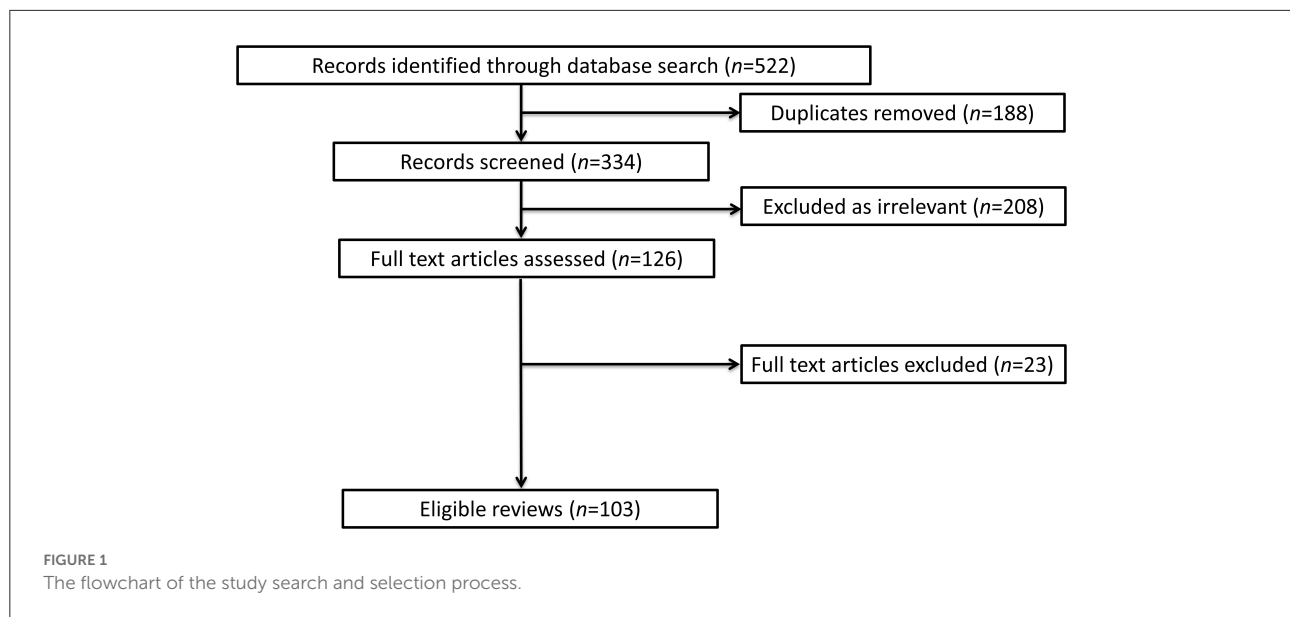 Records identified through database search (n=522)
Duplicates removed (n=188)
Records screened (n=334)
Excluded as irrelevant (n=208)
Full text articles assessed (n=126)
Full text articles excluded (n=23)
Eligible reviews (n=103)
FIGURE 1
The flowchart of the study search and selection process.